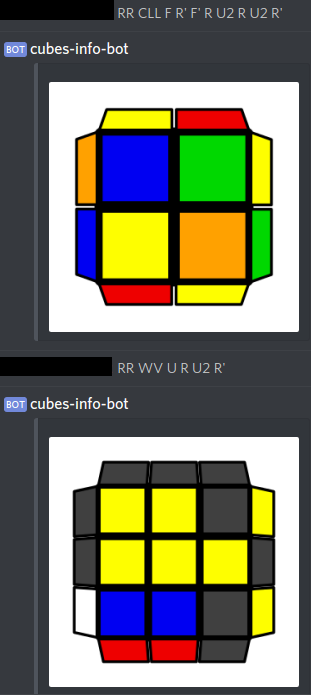 RR CLL F R' F' R U2 R U2 R'
BOT cubes-info-bot
RR WV U R U2 R'
BOT cubes-info-bot